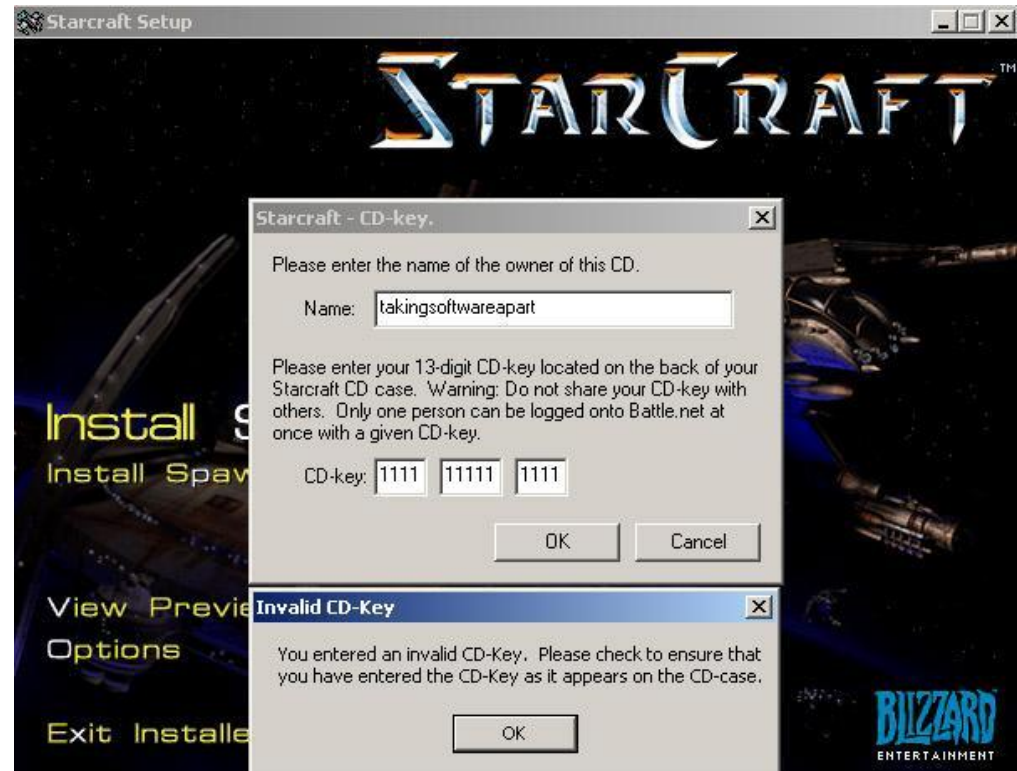 Starcraft Setup
STARCRAFT™
Starcraft - CD-key.
Please enter the name of the owner of this CD.
Name: takingsoftwareapart
Please enter your 13-digit CD-key located on the back of your
Starcraft CD case. Warning: Do not share your CD-key with
others. Only one person can be logged onto Battle.net at
once with a given CD-key.
CD-key: 1111 11111 1111
OK Cancel
Install S
Install Spaw
View Previe
Options
Exit Installe
Invalid CD-Key
You entered an invalid CD-Key. Please check to ensure that
you have entered the CD-Key as it appears on the CD-case.
OK
BLIZZARD
ENTERTAINMENT